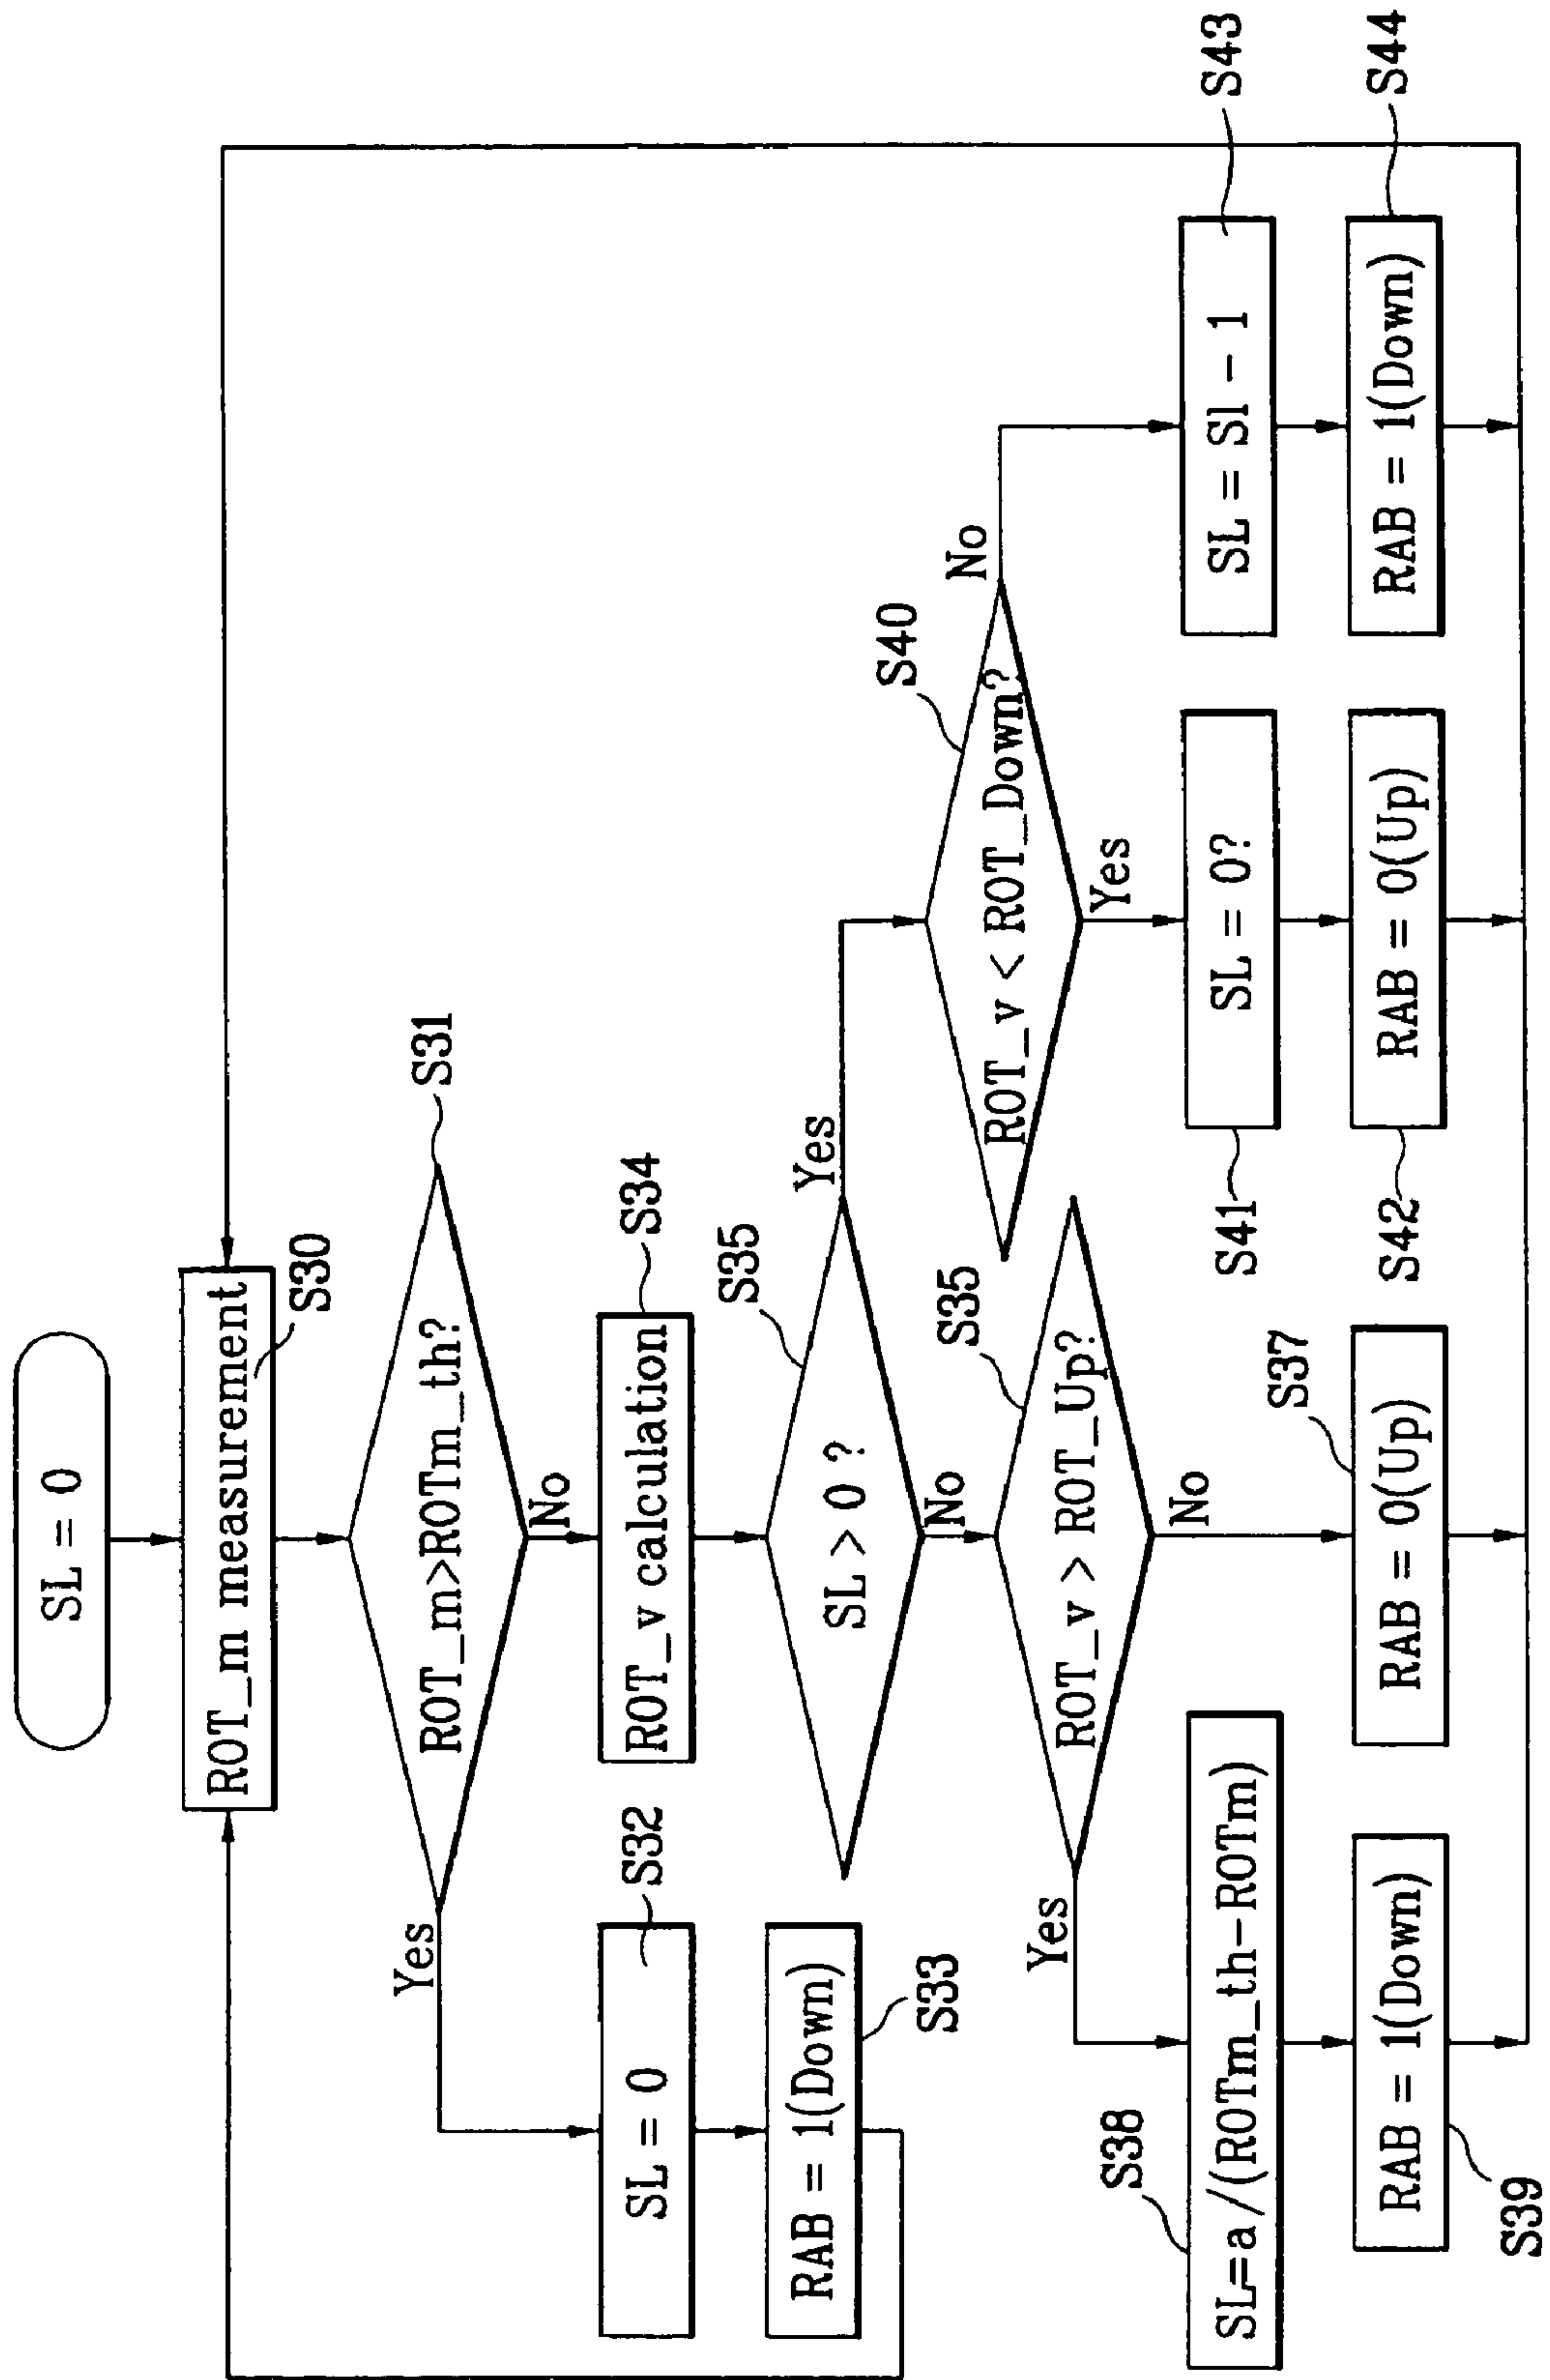 SL = 0
ROT_m measurement
S30
ROT_m>ROTm_th?
S31
Yes
No
SL = 0
S32
RAB = 1(Down)
S33
ROT_v calculation
S34
SL > 0 ?
S35
Yes
No
ROT_v > ROT_Up?
S35
Yes
No
ROT_v < ROT_Down?
S40
No
Yes
SL=a/(ROTm_th-ROTm)
S38
RAB = 1(Down)
S39
RAB = 0(Up)
S37
SL = 0?
S41
RAB = 0(Up)
S42
SL = Sl - 1
S43
RAB = 1(Down)
S44